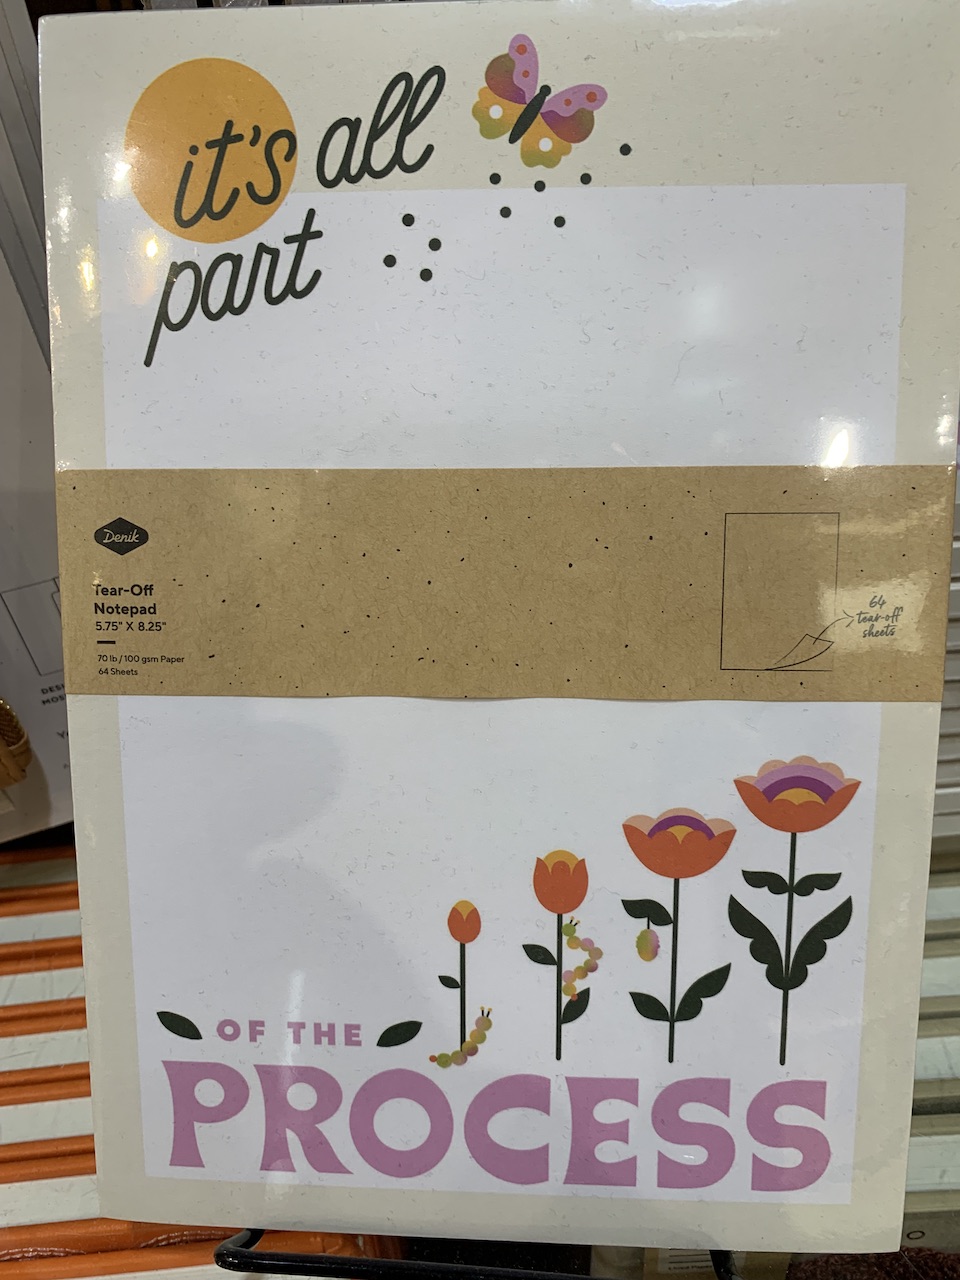 it's all
part
Denik
Tear-Off
Notepad
5.75" X 8.25"
70 lb / 100 gsm Paper
64 Sheets
64
tear-off
sheets
OF THE
PROCESS